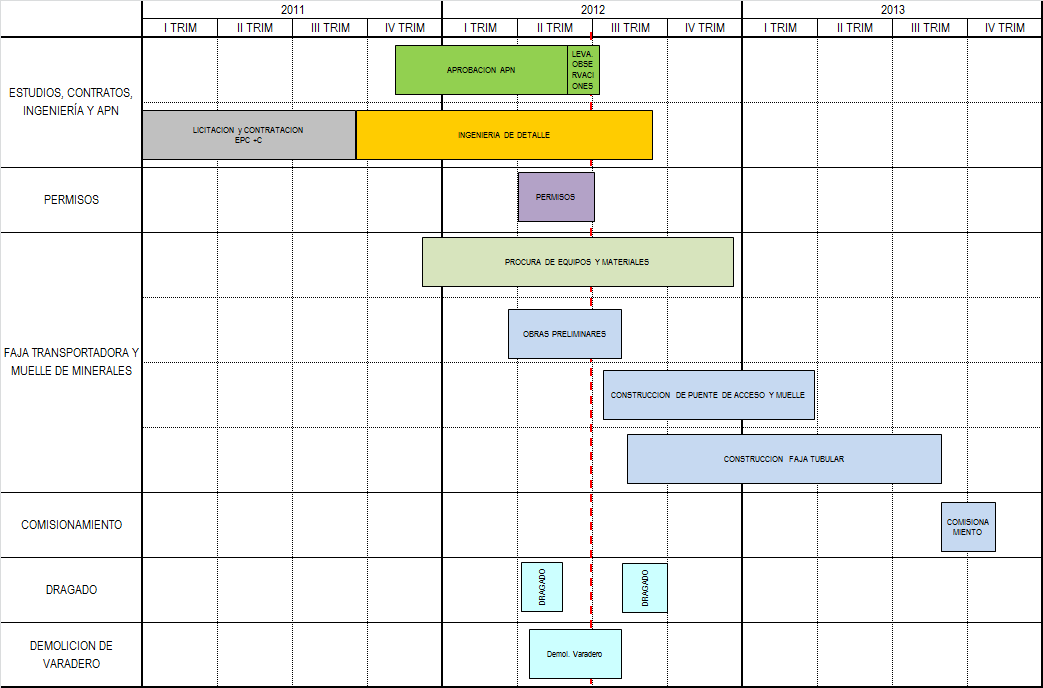 2011
2012
2013
I TRIM
II TRIM
III TRIM
IV TRIM
I TRIM
II TRIM
III TRIM
IV TRIM
I TRIM
II TRIM
III TRIM
IV TRIM
ESTUDIOS, CONTRATOS,
INGENIERÍA Y APN
APROBACION APN
LEVA.
OBSE
RVACI
ONES
LICITACION y CONTRATACION
EPC +C
INGENIERIA DE DETALLE
PERMISOS
PERMISOS
FAJA TRANSPORTADORA Y
MUELLE DE MINERALES
PROCURA DE EQUIPOS Y MATERIALES
OBRAS PRELIMINARES
CONSTRUCCION DE PUENTE DE ACCESO Y MUELLE
CONSTRUCCION FAJA TUBULAR
COMISIONAMIENTO
COMISIONA
MIENTO
DRAGADO
DRAGADO
DRAGADO
DEMOLICION DE
VARADERO
Demol. Varadero